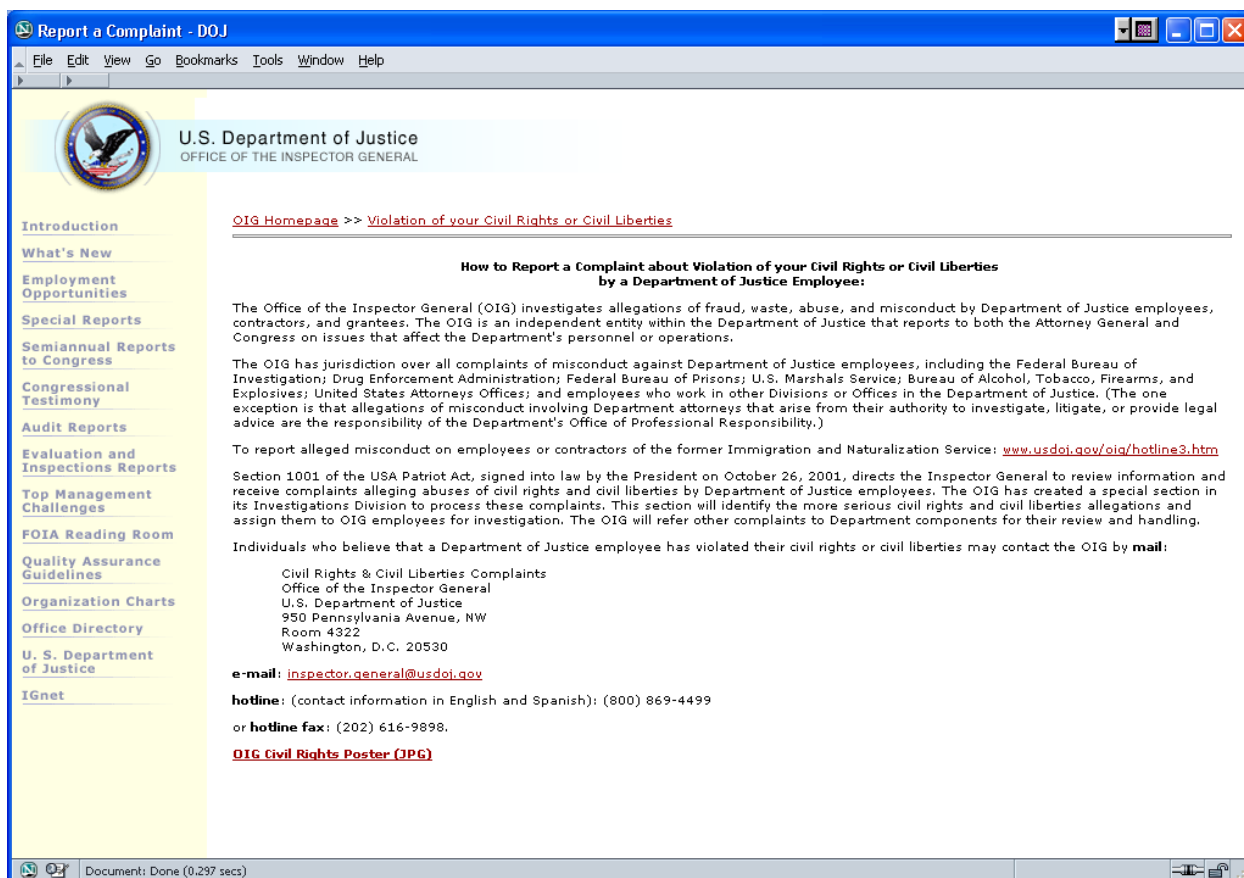 Report a Complaint - DOJ
File Edit View Go Bookmarks Tools Window Help
U.S. Department of Justice
OFFICE OF THE INSPECTOR GENERAL
Introduction
What's New
Employment
Opportunities
Special Reports
Semiannual Reports
to Congress
Congressional
Testimony
Audit Reports
Evaluation and
Inspections Reports
Top Management
Challenges
FOIA Reading Room
Quality Assurance
Guidelines
Organization Charts
Office Directory
U. S. Department
of Justice
IGnet
OIG Homepage >> Violation of your Civil Rights or Civil Liberties
How to Report a Complaint about Violation of your Civil Rights or Civil Liberties
by a Department of Justice Employee:
The Office of the Inspector General (OIG) investigates allegations of fraud, waste, abuse, and misconduct by Department of Justice employees,
contractors, and grantees. The OIG is an independent entity within the Department of Justice that reports to both the Attorney General and
Congress on issues that affect the Department's personnel or operations.
The OIG has jurisdiction over all complaints of misconduct against Department of Justice employees, including the Federal Bureau of
Investigation; Drug Enforcement Administration; Federal Bureau of Prisons; U.S. Marshals Service; Bureau of Alcohol, Tobacco, Firearms, and
Explosives; United States Attorneys Offices; and employees who work in other Divisions or Offices in the Department of Justice. (The one
exception is that allegations of misconduct involving Department attorneys that arise from their authority to investigate, litigate, or provide legal
advice are the responsibility of the Department's Office of Professional Responsibility.)
To report alleged misconduct on employees or contractors of the former Immigration and Naturalization Service: www.usdoj.gov/oig/hotline3.htm
Section 1001 of the USA Patriot Act, signed into law by the President on October 26, 2001, directs the Inspector General to review information and
receive complaints alleging abuses of civil rights and civil liberties by Department of Justice employees. The OIG has created a special section in
its Investigations Division to process these complaints. This section will identify the more serious civil rights and civil liberties allegations and
assign them to OIG employees for investigation. The OIG will refer other complaints to Department components for their review and handling.
Individuals who believe that a Department of Justice employee has violated their civil rights or civil liberties may contact the OIG by mail:
Civil Rights & Civil Liberties Complaints
Office of the Inspector General
U.S. Department of Justice
950 Pennsylvania Avenue, NW
Room 4322
Washington, D.C. 20530
e-mail: inspector.general@usdoj.gov
hotline: (contact information in English and Spanish): (800) 869-4499
or hotline fax: (202) 616-9898.
OIG Civil Rights Poster (JPG)
Document: Done (0.297 secs)